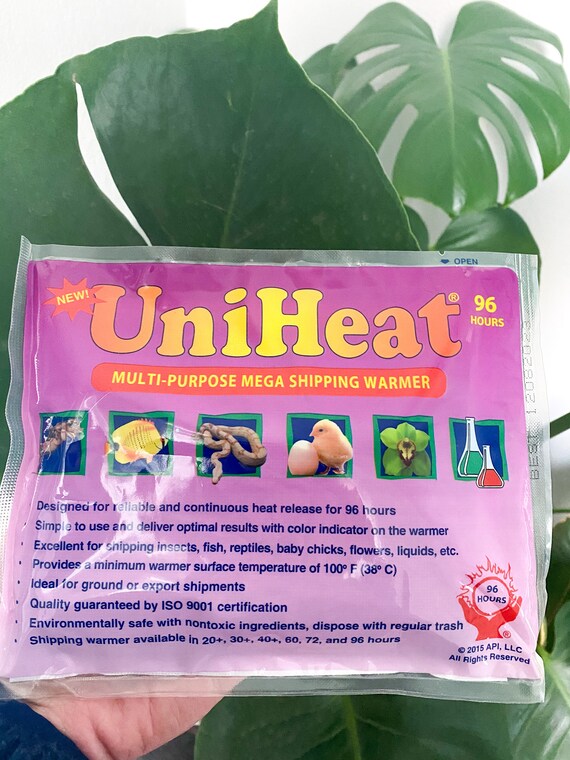 OPEN
NEW!
UniHeat®
96
HOURS
MULTI-PURPOSE MEGA SHIPPING WARMER
BEST 12082023
Designed for reliable and continuous heat release for 96 hours
• Simple to use and deliver optimal results with color indicator on the warmer
• Excellent for shipping insects, fish, reptiles, baby chicks, flowers, liquids, etc.
• Provides a minimum warmer surface temperature of 100° F (38° C)
• Ideal for ground or export shipments
• Quality guaranteed by ISO 9001 certification
• Environmentally safe with nontoxic ingredients, dispose with regular trash
• Shipping warmer available in 20+, 30+, 40+, 60, 72, and 96 hours
96
HOURS
®
© 2015 API, LLC
All Rights Reserved